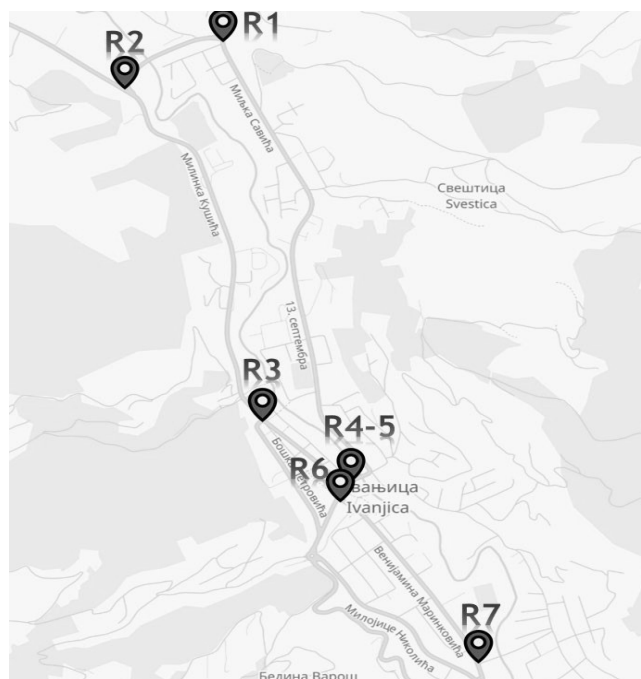 R1
R2
Миљка Савића
Милинка Кушића
Свештица
Svestica
13. септембра
R3
R4-5
Бошка Петровића
R6
вањица
Ivanjica
Венијамина Маринковића
R7
Милојице Николића
Бедина Варош